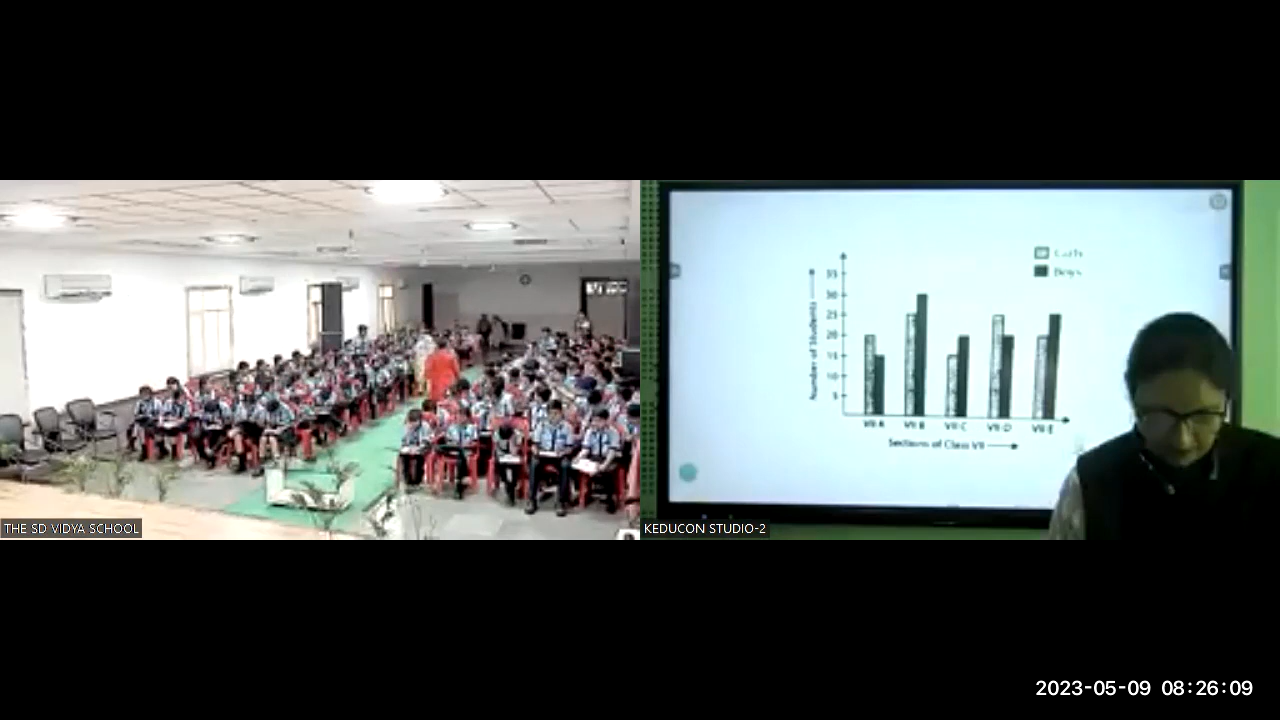 THE SD VIDYA SCHOOL
KEDUCON STUDIO-2
Boys
35
30
25
20
15
10
5
Number of Students
VII A VII B VII C VII D VII E
Sections of Class VII
2023-05-09 08:26:09